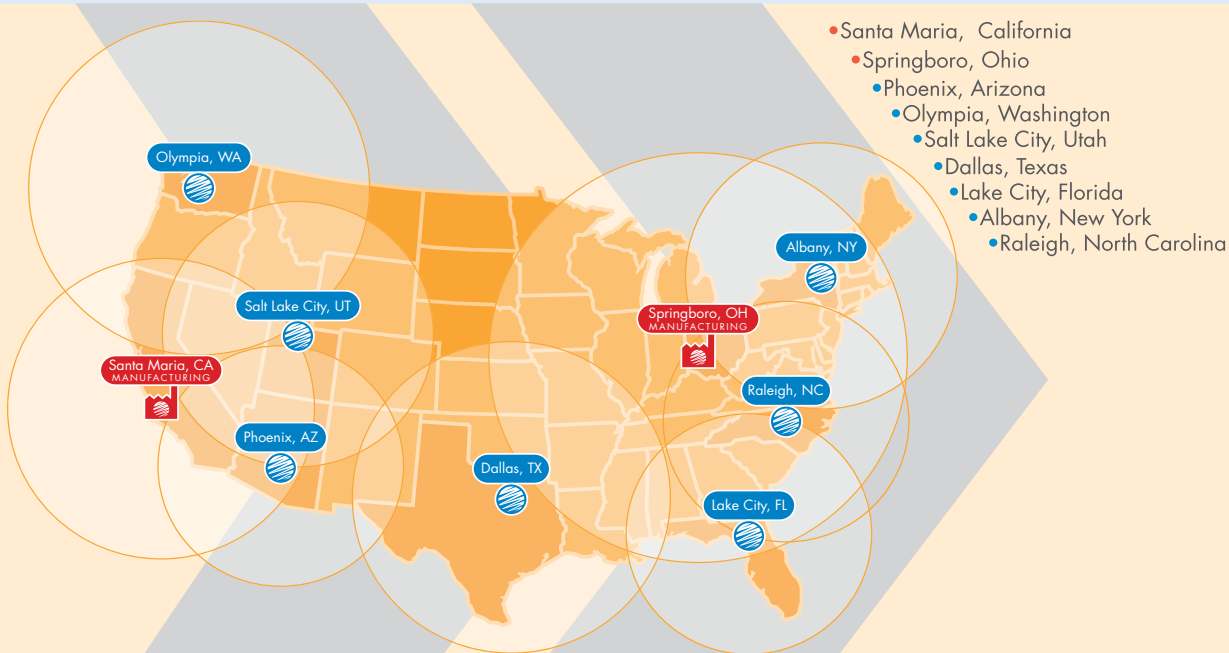 Santa Maria, California
Springboro, Ohio
Phoenix, Arizona
Olympia, Washington
Salt Lake City, Utah
Dallas, Texas
Lake City, Florida
Albany, New York
Raleigh, North Carolina
Olympia, WA
Albany, NY
Salt Lake City, UT
Springboro, OH
MANUFACTURING
Santa Maria, CA
MANUFACTURING
Raleigh, NC
Phoenix, AZ
Dallas, TX
Lake City, FL